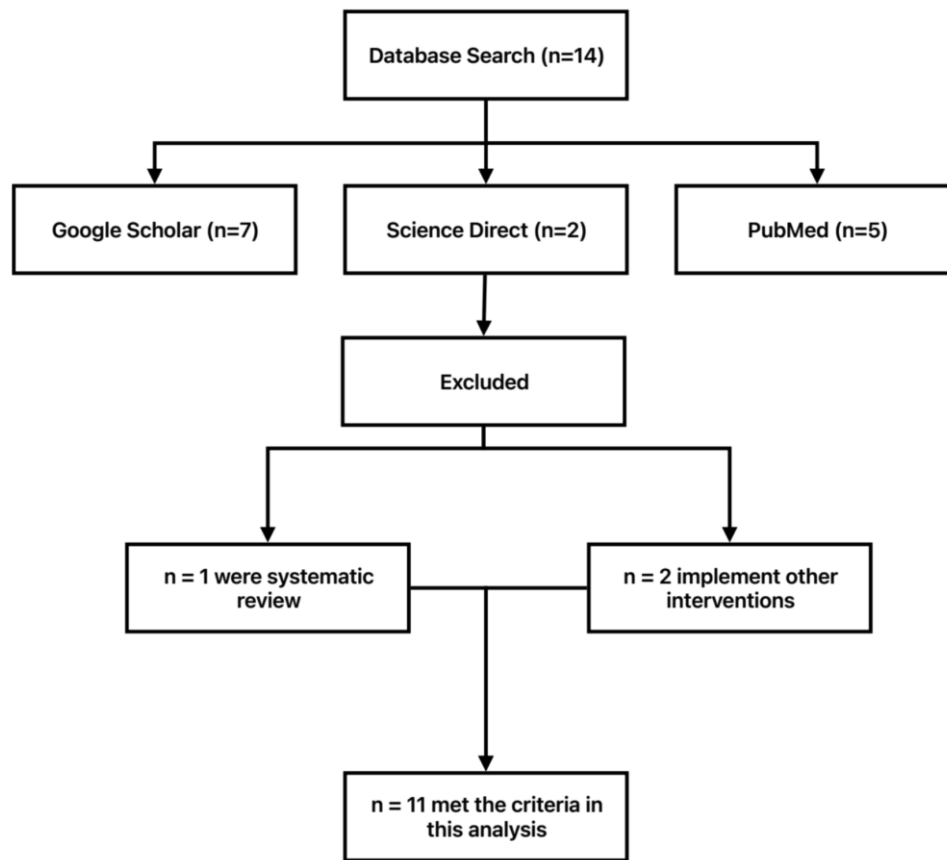 Database Search (n=14)
Google Scholar (n=7)
Science Direct (n=2)
PubMed (n=5)
Excluded
n = 1 were systematic
review
n = 2 implement other
interventions
n = 11 met the criteria in
this analysis